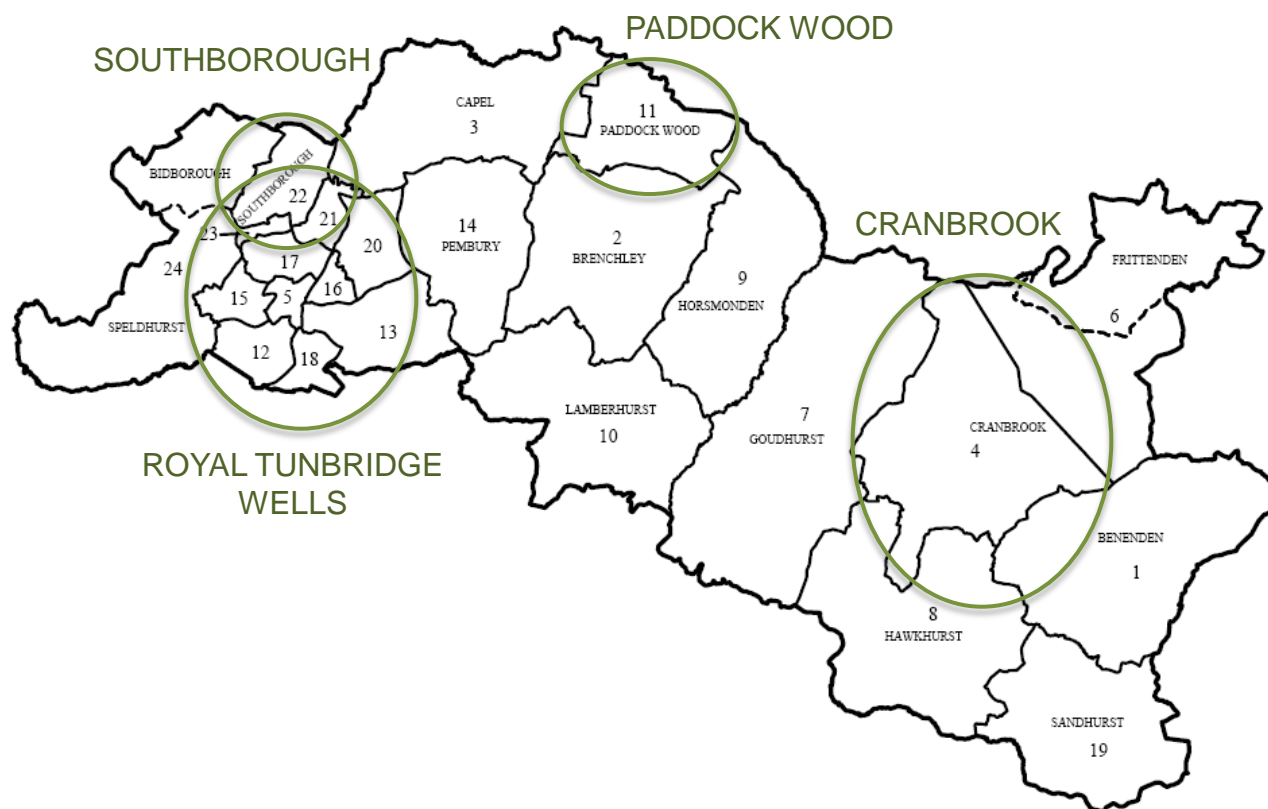 PADDOCK WOOD
SOUTHBOROUGH
CAPEL
3
11
PADDOCK WOOD
BIDBOROUGH
SOUTHBOROUGH
22
21
23
20
14
PEMBURY
2
BRENCHLEY
CRANBROOK
FRITTENDEN
6
24
17
16
15
5
9
HORSMONDEN
SPELDHURST
13
12
18
LAMBERHURST
10
7
GOUDHURST
CRANBROOK
4
ROYAL TUNBRIDGE
WELLS
BENENDEN
1
8
HAWKHURST
SANDHURST
19